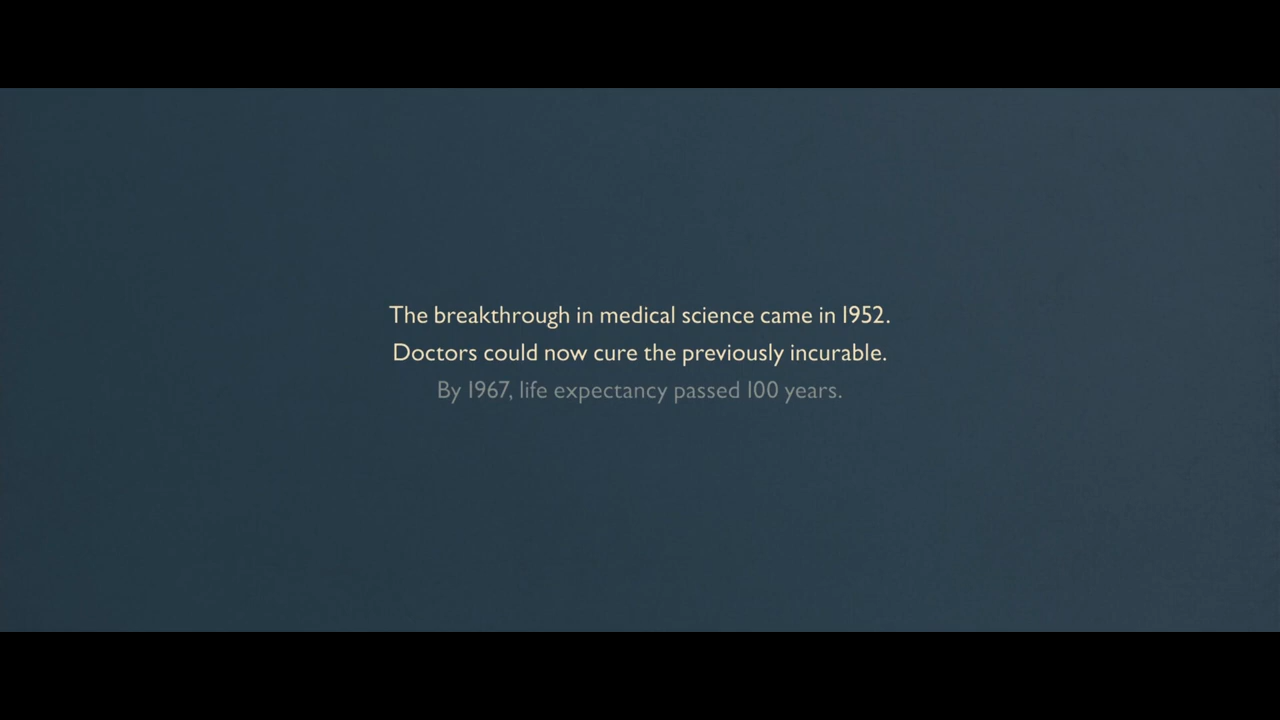 The breakthrough in medical science came in 1952.
Doctors could now cure the previously incurable.
By 1967, life expectancy passed 100 years.